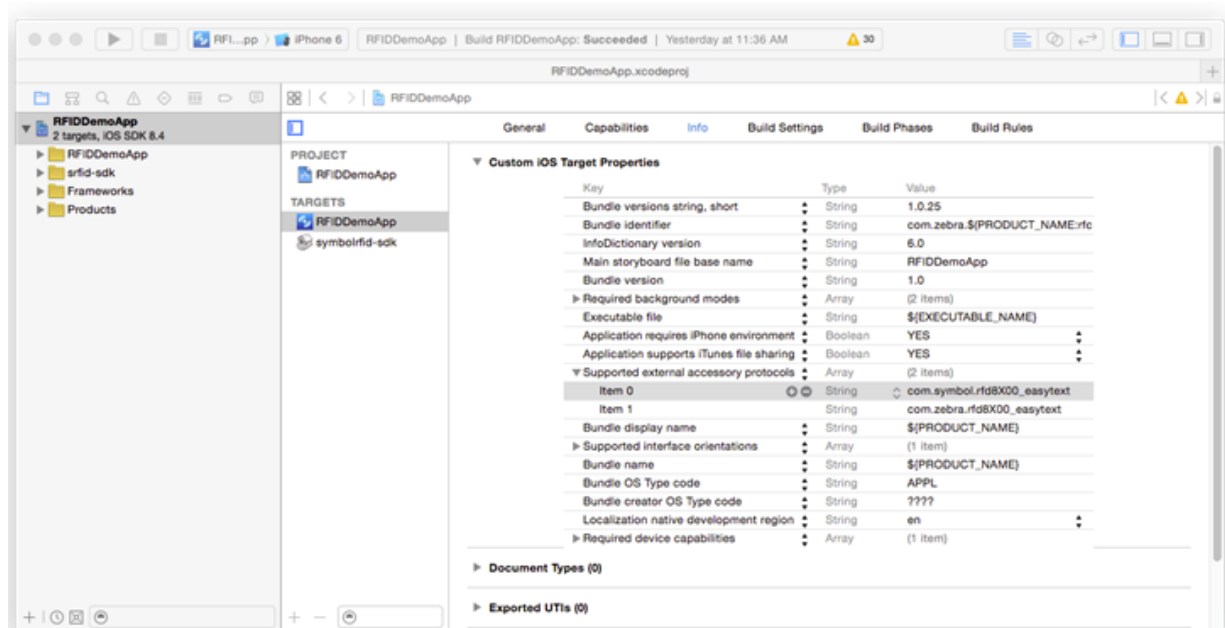 RFI...pp iPhone 6 RFIDDemoApp | Build RFIDDemoApp: Succeeded | Yesterday at 11:36 AM 30
RFIDDemoApp.xcodeproj
RFIDDemoApp
RFIDDemoApp
2 targets, iOS SDK 8.4
RFIDDemoApp
srfid-sdk
Frameworks
Products
PROJECT
RFIDDemoApp
TARGETS
RFIDDemoApp
symbolrfid-sdk
General Capabilities Info Build Settings Build Phases Build Rules
Custom iOS Target Properties
Key Type Value
Bundle versions string, short String 1.0.25
Bundle identifier String com.zebra.$(PRODUCT_NAME:rfc
InfoDictionary version String 6.0
Main storyboard file base name String RFIDDemoApp
Bundle version String 1.0
Required background modes Array (2 items)
Executable file String ${EXECUTABLE_NAME}
Application requires iPhone environment Boolean YES
Application supports iTunes file sharing Boolean YES
Supported external accessory protocols Array (2 items)
Item 0 String com.symbol.rfd8X00_easytext
Item 1 String com.zebra.rfd8X00_easytext
Bundle display name String ${PRODUCT_NAME}
Supported interface orientations Array (1 item)
Bundle name String ${PRODUCT_NAME}
Bundle OS Type code String APPL
Bundle creator OS Type code String ????
Localization native development region String en
Required device capabilities Array (1 item)
Document Types (0)
Exported UTIs (0)